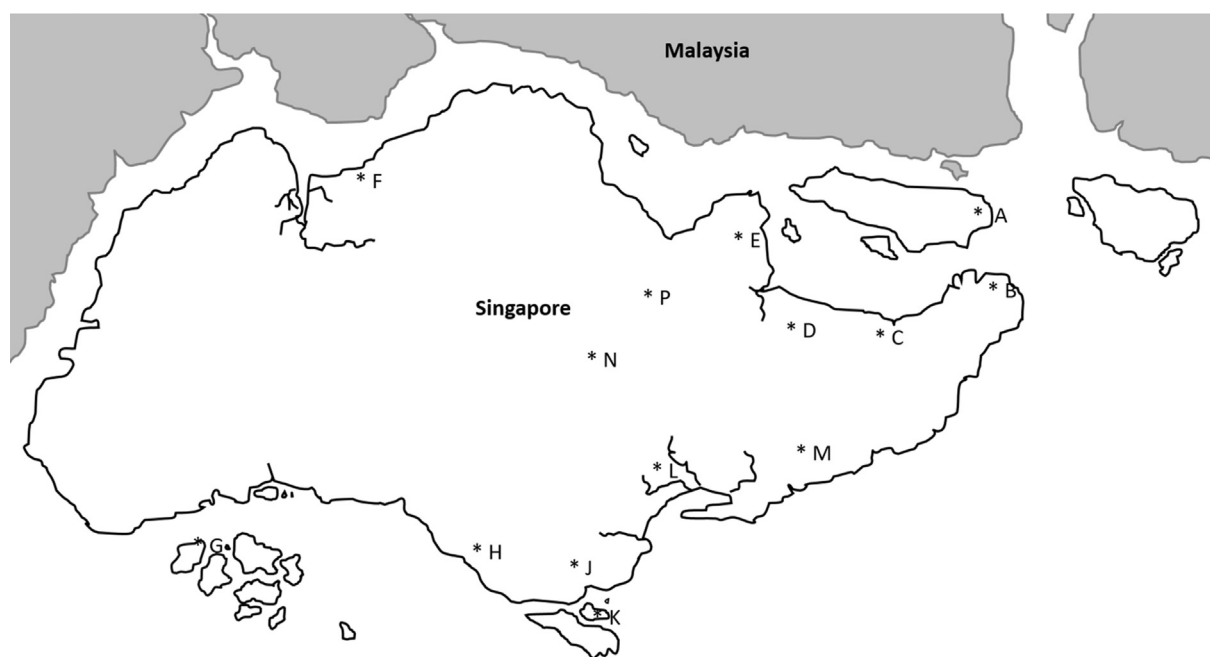 Malaysia
* F
* A
* E
* B
* P
Singapore
* D
* C
* N
* M
* L
* G
* H
* J
* K